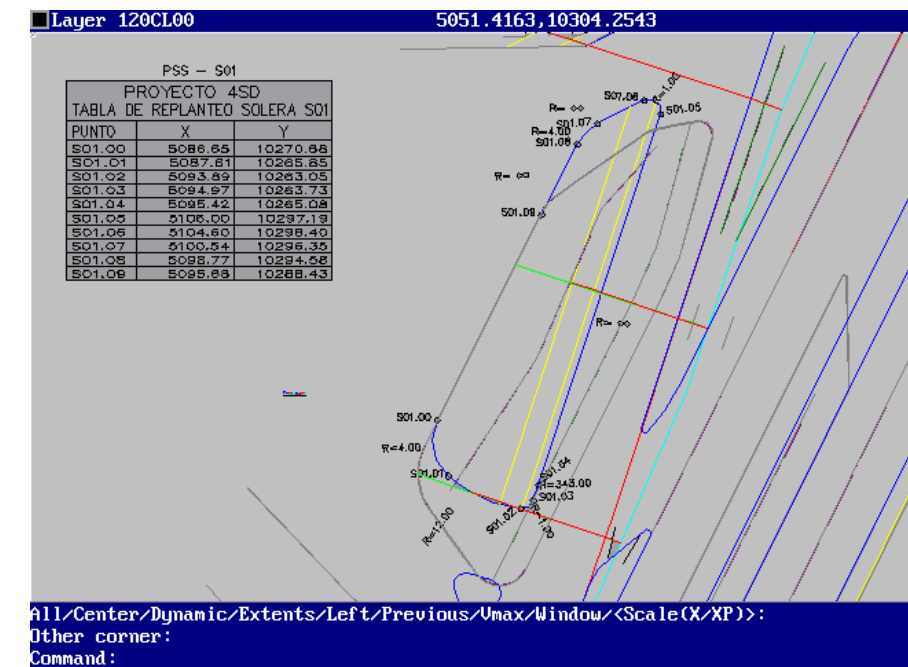 Layer 120CL00 5051.4163,10304.2543
PSS – S01
PROYECTO 4SD
TABLA DE REPLANTEO SOLERA S01
PUNTO X Y
S01.00 5086.65 10270.68
S01.01 5087.61 10265.85
S01.02 5093.89 10263.05
S01.03 5094.97 10263.73
S01.04 5095.42 10265.08
S01.05 5106.00 10297.19
S01.06 5104.60 10298.40
S01.07 5100.54 10296.35
S01.08 5098.77 10294.58
S01.09 5095.68 10288.43
S07.06
R=1.00
S01.05
R= ∞
S01.07
R=4.00
S01.08
R= ∞
S01.09
R= ∞
S01.00
R=4.00
S01.01
S01.04
R=343.00
S01.03
S01.02
R=1.00
R=12.00
All/Center/Dynamic/Extents/Left/Previous/Vmax/Window/<Scale(X/XP)>:
Other corner:
Command: